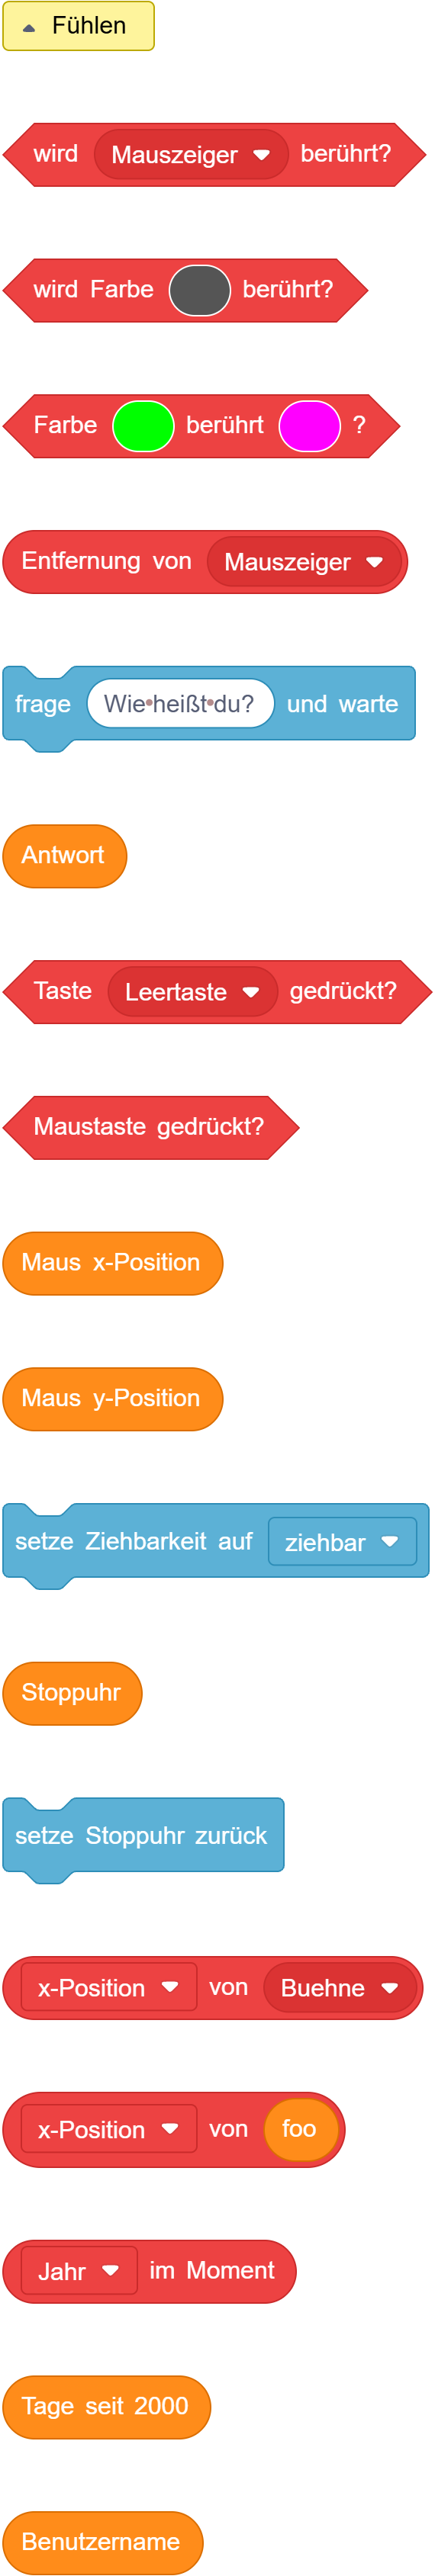 Fühlen
wird Mauszeiger berührt?
wird Farbe berührt?
Farbe berührt ?
Entfernung von Mauszeiger
frage Wie•heißt•du? und warte
Antwort
Taste Leertaste gedrückt?
Maustaste gedrückt?
Maus x-Position
Maus y-Position
setze Ziehbarkeit auf ziehbar
Stoppuhr
setze Stoppuhr zurück
x-Position von Buehne
x-Position von foo
Jahr im Moment
Tage seit 2000
Benutzername